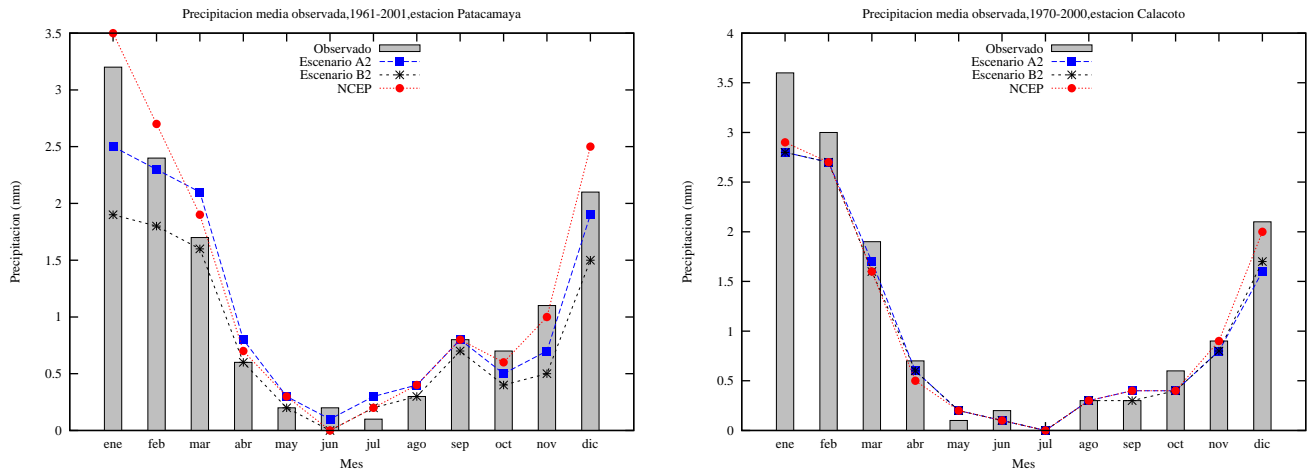 Precipitacion media observada,1961-2001,estacion Patacamaya
3.5
3
2.5
2
1.5
1
0.5
0
Precipitacion (mm)
Observado
Escenario A2
Escenario B2
NCEP
ene feb mar abr may jun jul ago sep oct nov dic
Mes
Precipitacion media observada,1970-2000,estacion Calacoto
4
3.5
3
2.5
2
1.5
1
0.5
0
Precipitacion (mm)
Observado
Escenario A2
Escenario B2
NCEP
ene feb mar abr may jun jul ago sep oct nov dic
Mes